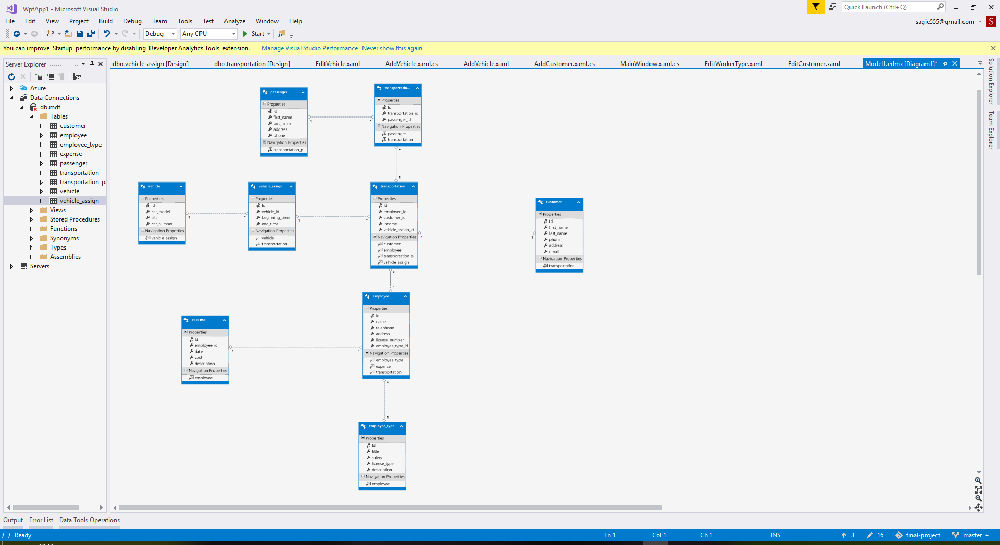 WpfApp1 - Microsoft Visual Studio
Quick Launch (Ctrl+Q)
File Edit View Project Build Debug Team Tools Test Analyze Window Help
sagie555@gmail.com S
Debug Any CPU Start
You can improve 'Startup' performance by disabling 'Developer Analytics Tools' extension. Manage Visual Studio Performance Never show this again
Server Explorer
dbo.vehicle_assign [Design] dbo.transportation [Design] EditVehicle.xaml AddVehicle.xaml.cs AddVehicle.xaml AddCustomer.xaml.cs MainWindow.xaml.cs EditWorkerType.xaml EditCustomer.xaml Model1.edmx [Diagram1]*
Solution Explorer
Team Explorer
Azure
Data Connections
db.mdf
Tables
customer
employee
employee_type
expense
passenger
transportation
transportation_p
vehicle
vehicle_assign
Views
Stored Procedures
Functions
Synonyms
Types
Assemblies
Servers
passenger
Properties
Id
first_name
last_name
address
phone
Navigation Properties
transportation_p...
1
*
transportatio...
Properties
Id
transportation_id
passenger_id
Navigation Properties
passenger
transportation
*
1
vehicle
Properties
id
car_model
sits
car_number
Navigation Properties
vehicle_assign
1
*
vehicle_assign
Properties
Id
vehicle_id
beginning_time
end_time
Navigation Properties
vehicle
transportation
1
*
transportation
Properties
Id
employee_id
customer_id
income
vehicle_assign_id
Navigation Properties
customer
employee
transportation_p...
vehicle_assign
*
1
customer
Properties
Id
first_name
last_name
phone
address
email
Navigation Properties
transportation
*
1
expense
Properties
Id
employee_id
date
cost
description
Navigation Properties
employee
*
1
employee
Properties
Id
name
telephone
address
license_number
employee_type_id
Navigation Properties
employee_type
expense
transportation
*
1
employee_type
Properties
Id
title
salery
license_type
description
Navigation Properties
employee
Output Error List Data Tools Operations
Ready Ln 1 Col 1 Ch 1 INS 3 16 final-project master